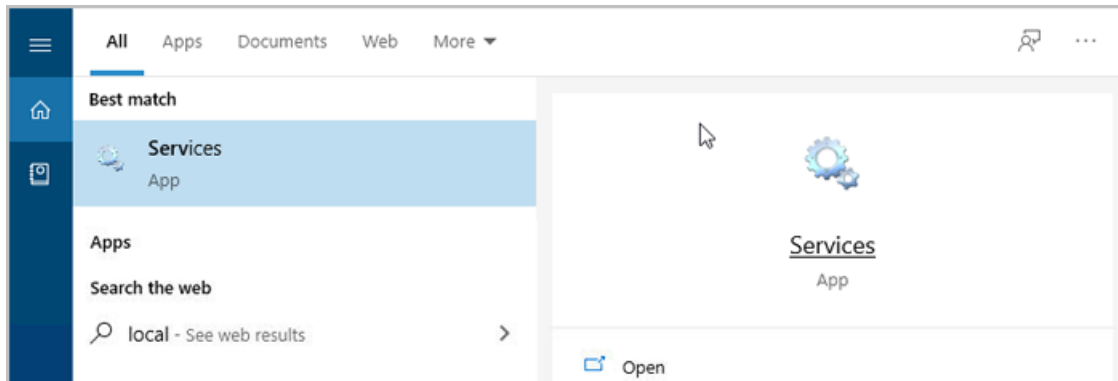 All Apps Documents Web More
Best match
Services
App
Apps
Search the web
local - See web results
Services
App
Open